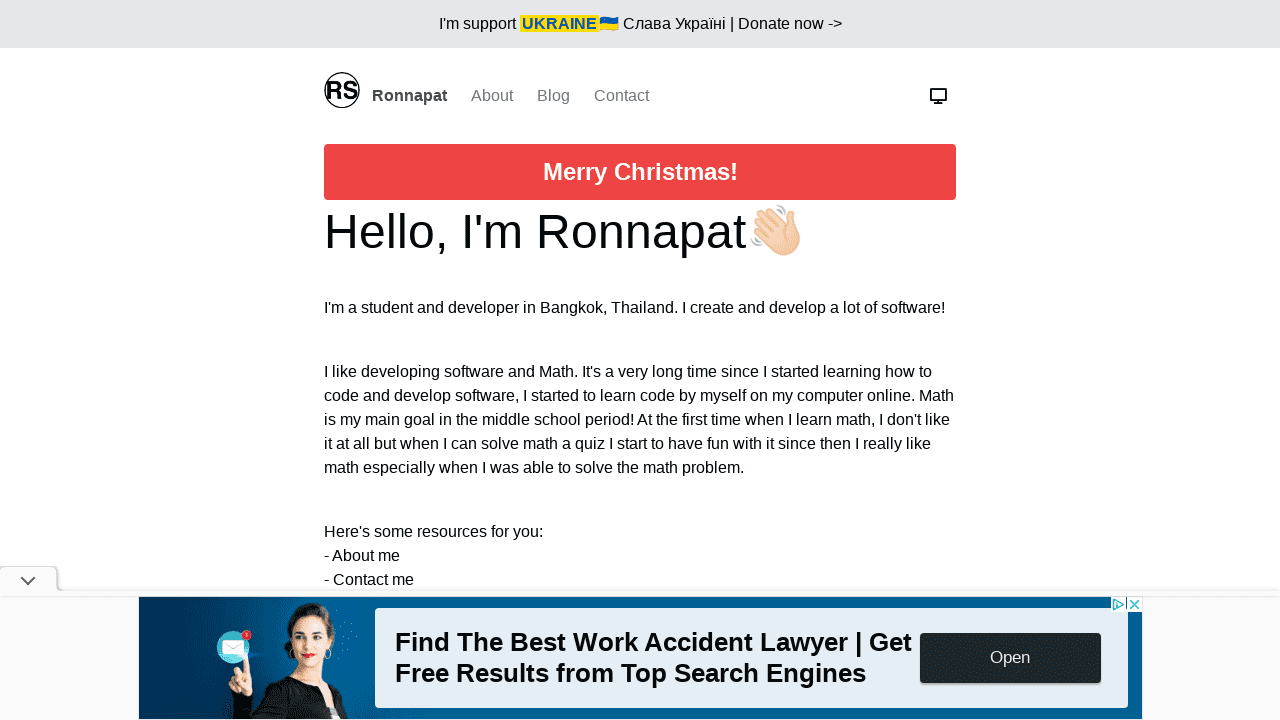 I'm support UKRAINE🇺🇦 Слава Україні | Donate now ->
RS Ronnapat About Blog Contact
Merry Christmas!
Hello, I'm Ronnapat👋🏻
I'm a student and developer in Bangkok, Thailand. I create and develop a lot of software!
I like developing software and Math. It's a very long time since I started learning how to
code and develop software, I started to learn code by myself on my computer online. Math
is my main goal in the middle school period! At the first time when I learn math, I don't like
it at all but when I can solve math a quiz I start to have fun with it since then I really like
math especially when I was able to solve the math problem.
Here's some resources for you:
- About me
- Contact me
Find The Best Work Accident Lawyer | Get
Free Results from Top Search Engines
Open